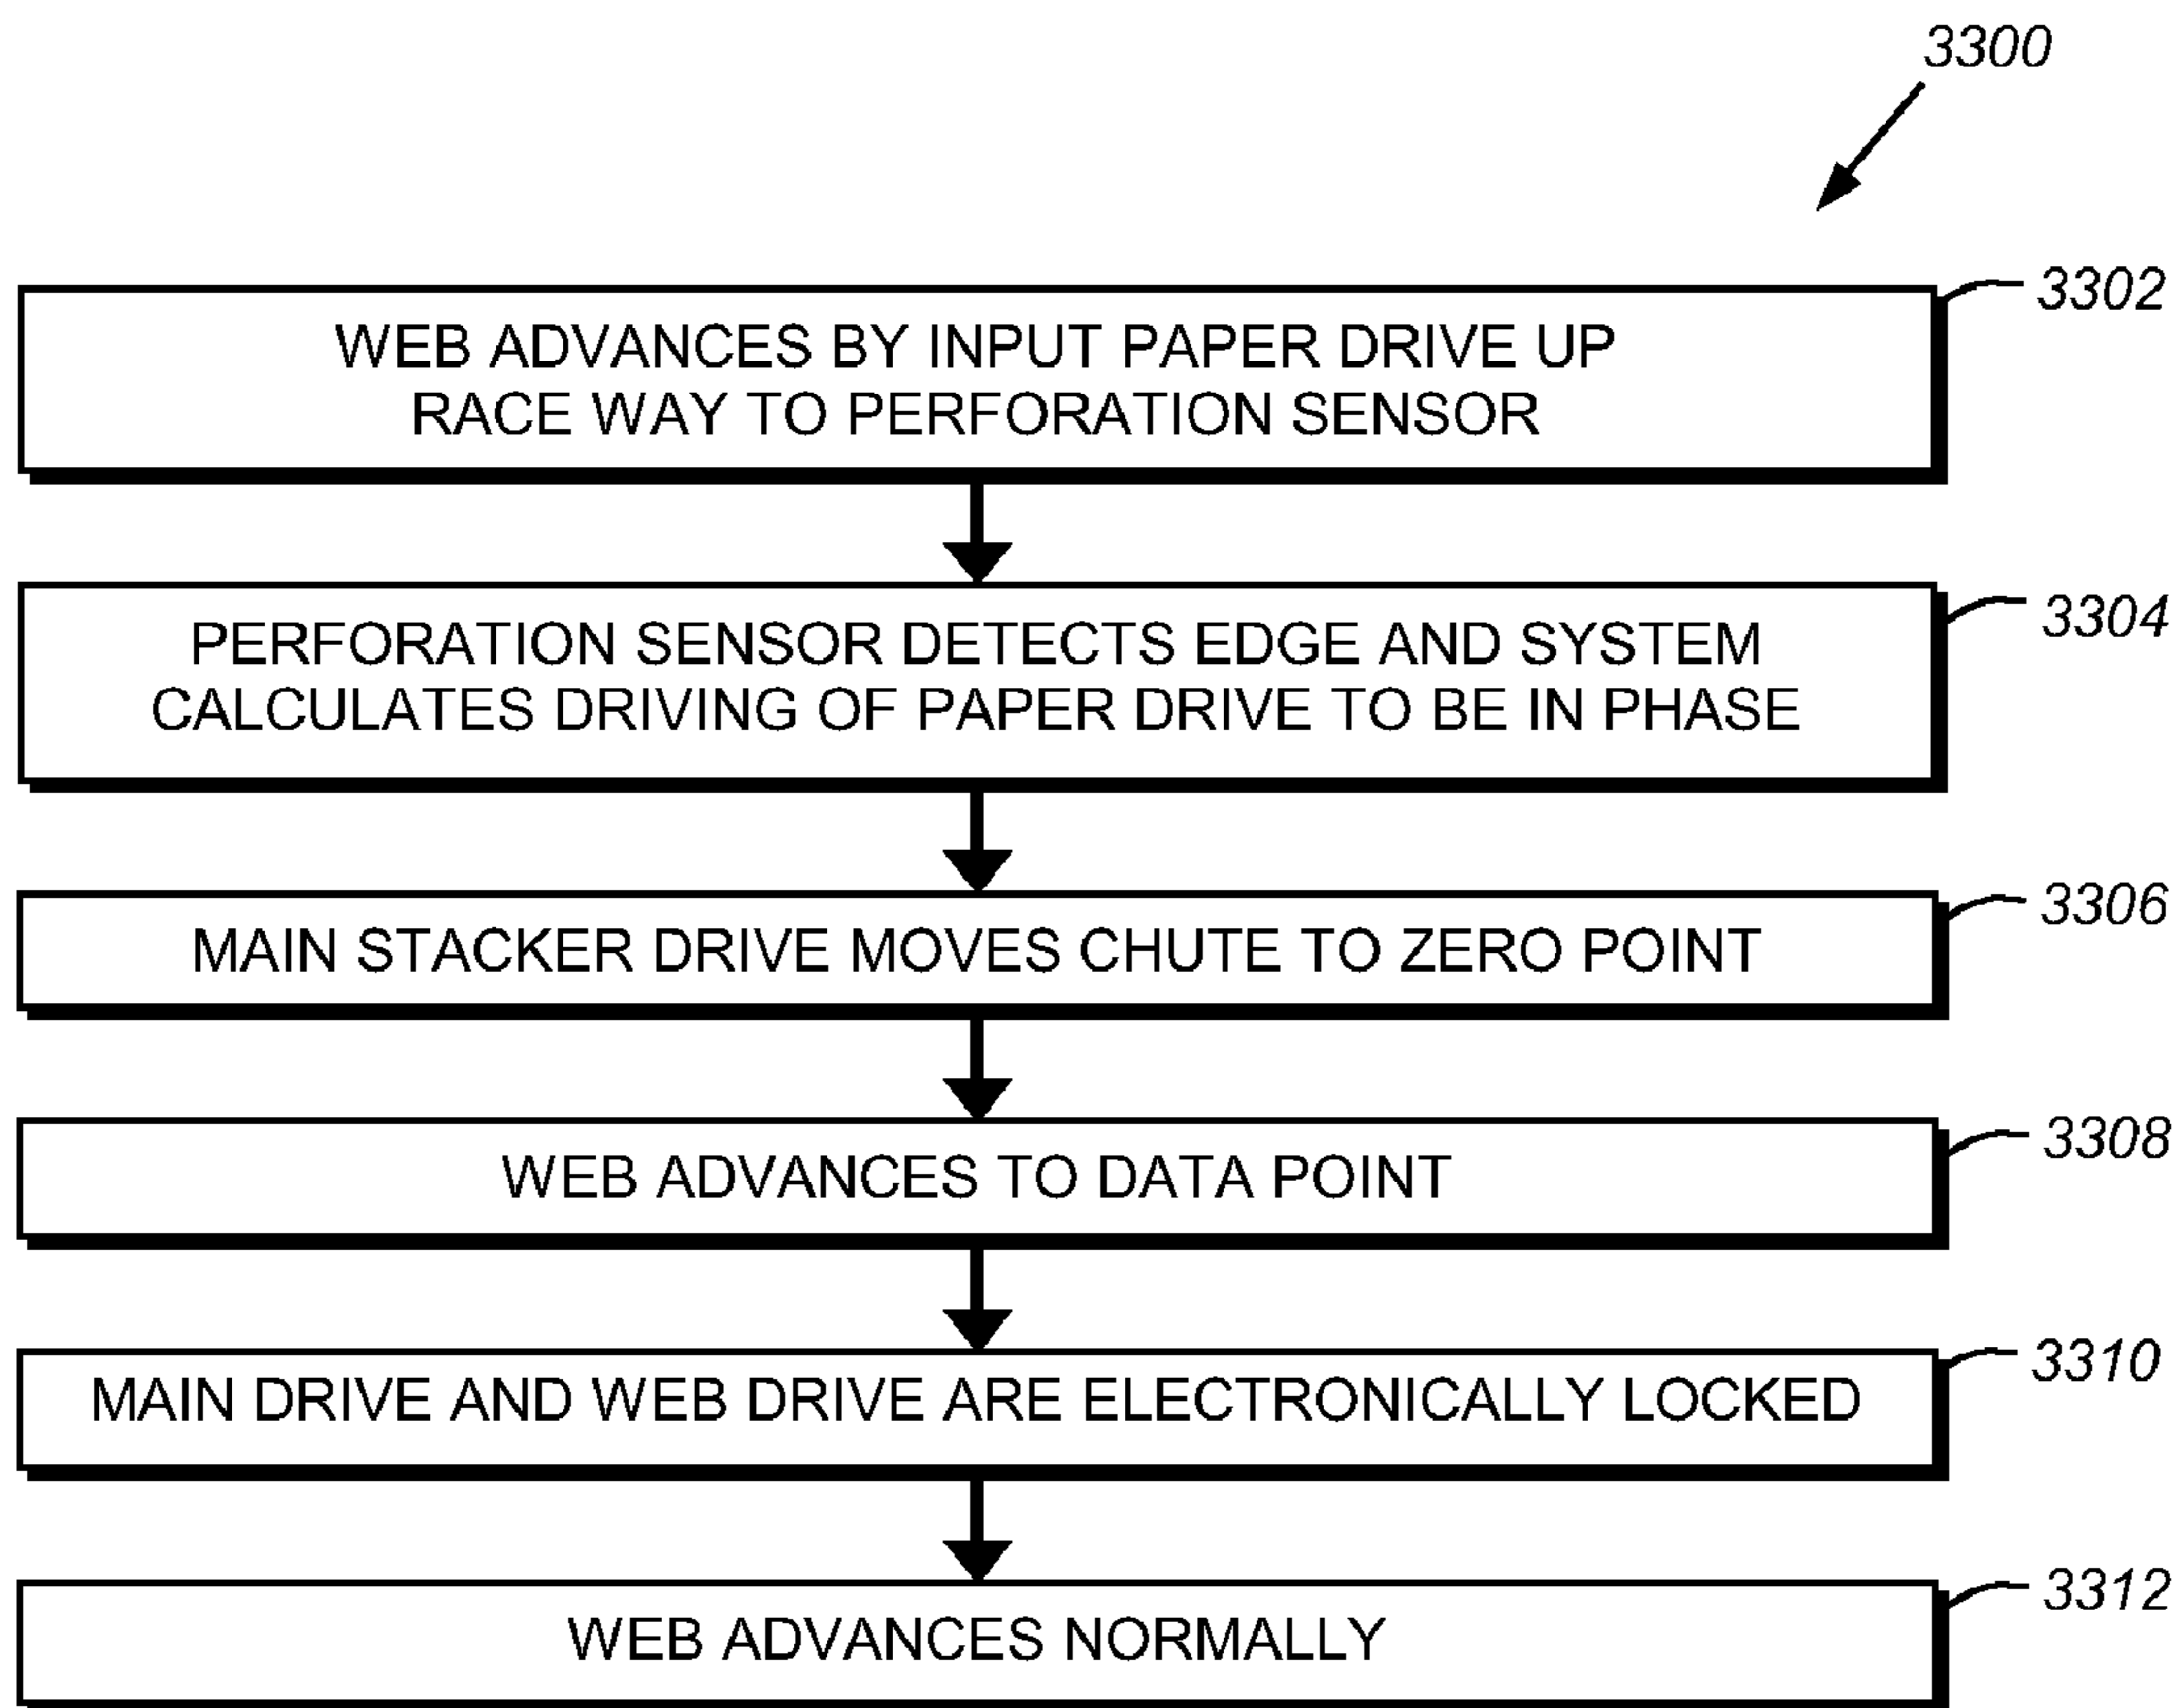 3300
3302
WEB ADVANCES BY INPUT PAPER DRIVE UP
RACE WAY TO PERFORATION SENSOR
3304
PERFORATION SENSOR DETECTS EDGE AND SYSTEM
CALCULATES DRIVING OF PAPER DRIVE TO BE IN PHASE
3306
MAIN STACKER DRIVE MOVES CHUTE TO ZERO POINT
3308
WEB ADVANCES TO DATA POINT
3310
MAIN DRIVE AND WEB DRIVE ARE ELECTRONICALLY LOCKED
3312
WEB ADVANCES NORMALLY